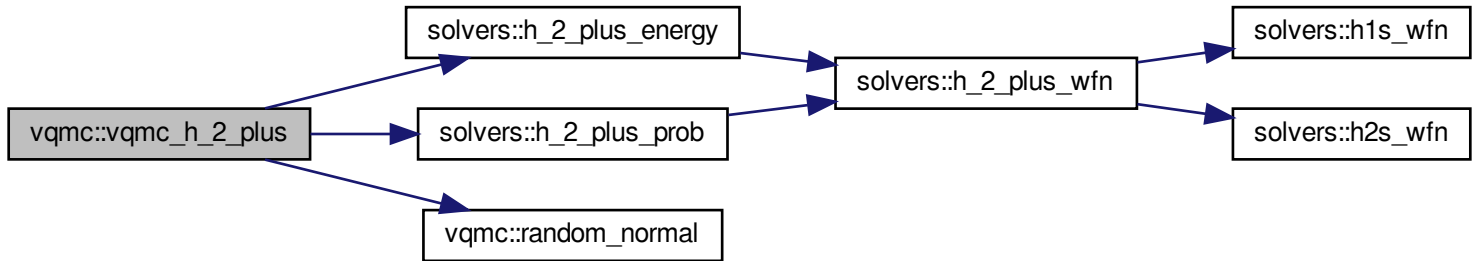 vqmc::vqmc_h_2_plus
solvers::h_2_plus_energy
solvers::h_2_plus_prob
vqmc::random_normal
solvers::h_2_plus_wfn
solvers::h1s_wfn
solvers::h2s_wfn